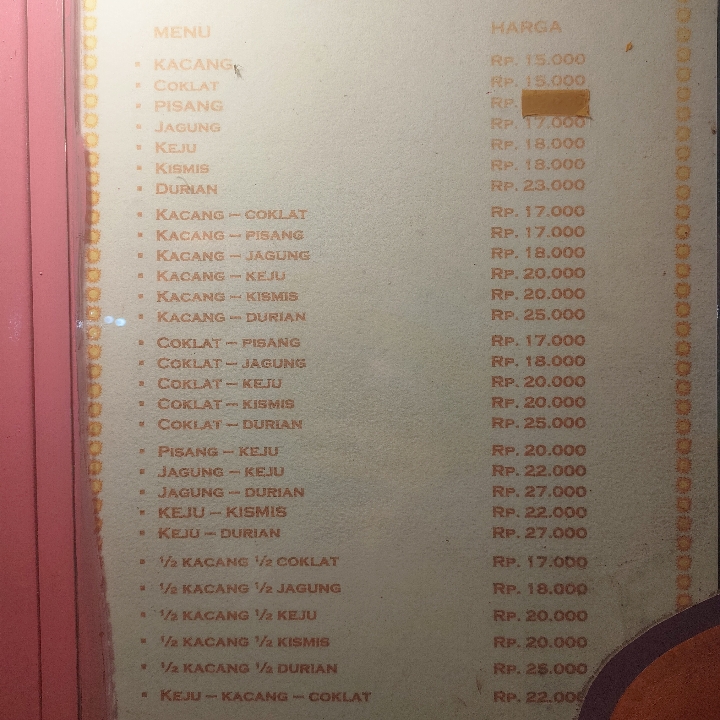 MENU HARGA
• KACANG Rp. 15.000
• COKLAT Rp. 15.000
• PISANG Rp.
• JAGUNG Rp. 17.000
• KEJU Rp. 18.000
• KISMIS Rp. 18.000
• DURIAN Rp. 23.000
• KACANG – COKLAT Rp. 17.000
• KACANG – PISANG Rp. 17.000
• KACANG – JAGUNG Rp. 18.000
• KACANG – KEJU Rp. 20.000
• KACANG – KISMIS Rp. 20.000
• KACANG – DURIAN Rp. 25.000
• COKLAT – PISANG Rp. 17.000
• COKLAT – JAGUNG Rp. 18.000
• COKLAT – KEJU Rp. 20.000
• COKLAT – KISMIS Rp. 20.000
• COKLAT – DURIAN Rp. 25.000
• PISANG – KEJU Rp. 20.000
• JAGUNG – KEJU Rp. 22.000
• JAGUNG – DURIAN Rp. 27.000
• KEJU – KISMIS Rp. 22.000
• KEJU – DURIAN Rp. 27.000
• ½ KACANG ½ COKLAT Rp. 17.000
• ½ KACANG ½ JAGUNG Rp. 18.000
• ½ KACANG ½ KEJU Rp. 20.000
• ½ KACANG ½ KISMIS Rp. 20.000
• ½ KACANG ½ DURIAN Rp. 25.000
• KEJU – KACANG – COKLAT Rp. 22.000